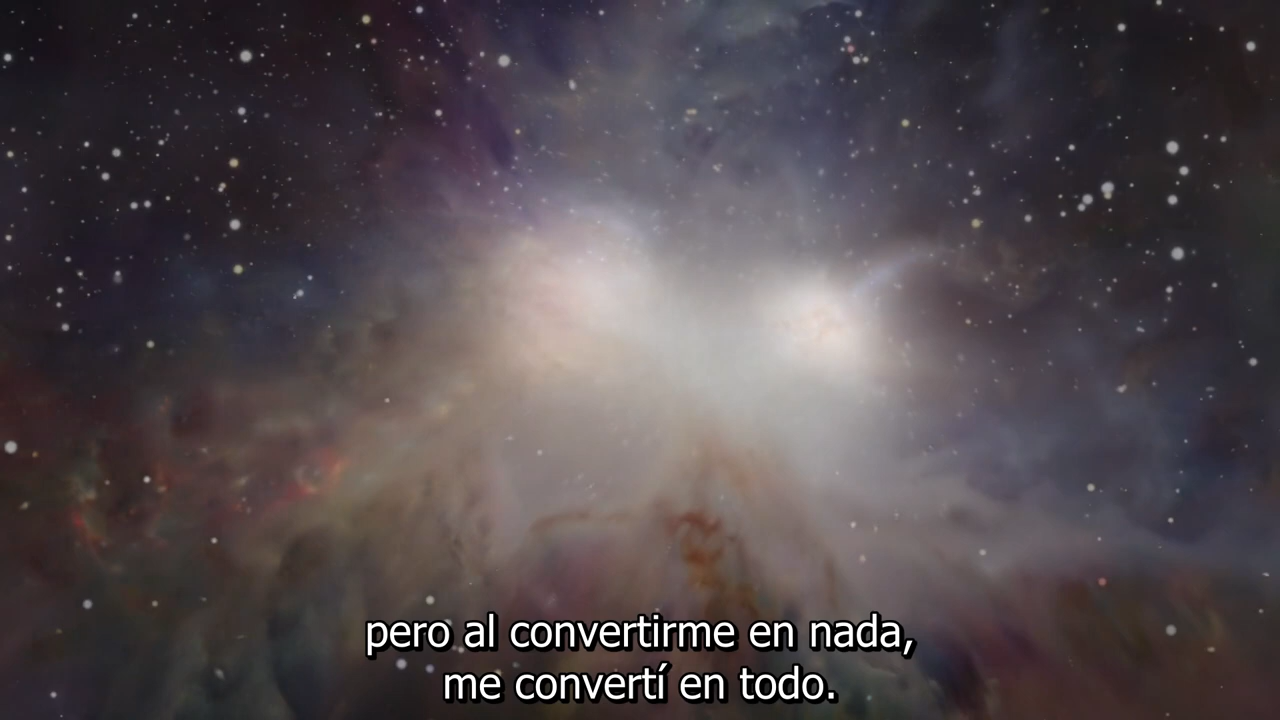 pero al convertirme en nada,
me convertí en todo.